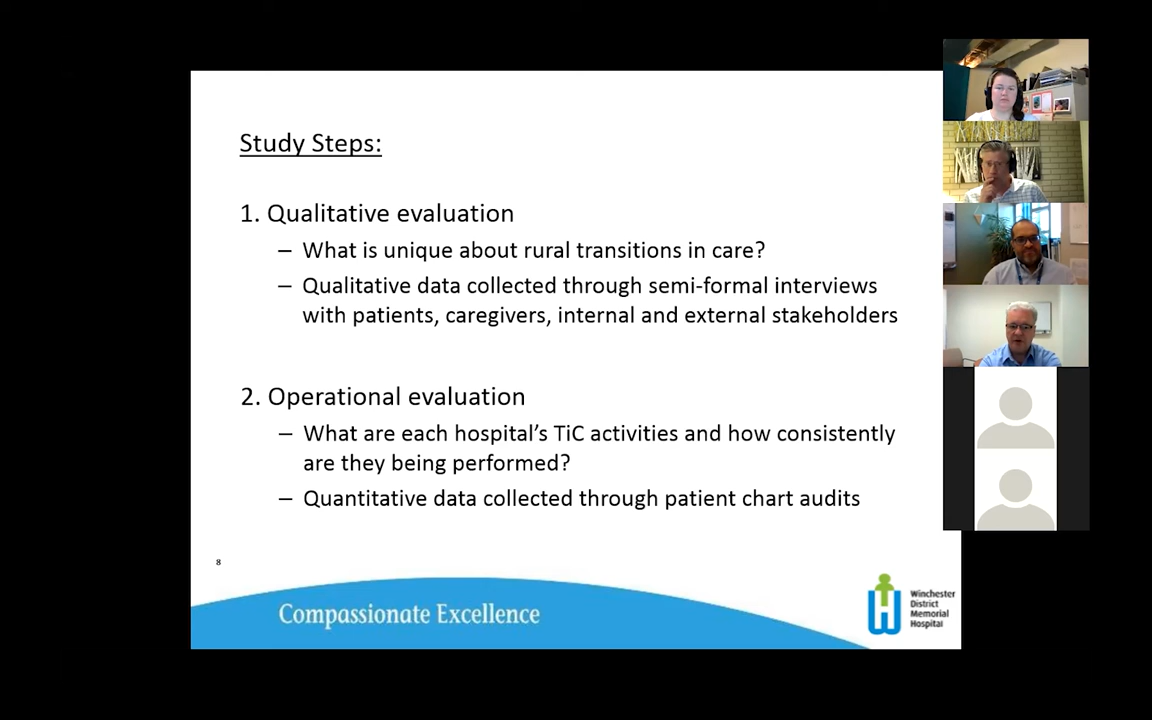 Study Steps:
1. Qualitative evaluation
– What is unique about rural transitions in care?
– Qualitative data collected through semi-formal interviews
with patients, caregivers, internal and external stakeholders
2. Operational evaluation
– What are each hospital’s TiC activities and how consistently
are they being performed?
– Quantitative data collected through patient chart audits
8
Compassionate Excellence
Winchester
District
Memorial
Hospital